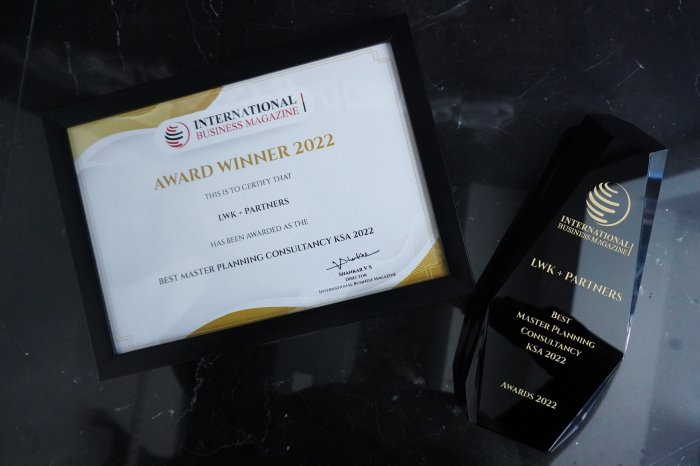 INTERNATIONAL
BUSINESS MAGAZINE
AWARD WINNER 2022
THIS IS TO CERTIFY THAT
LWK + PARTNERS
HAS BEEN AWARDED AS THE
BEST MASTER PLANNING CONSULTANCY KSA 2022
Shankar
SHANKAR V S
DIRECTOR
INTERNATIONAL BUSINESS MAGAZINE
INTERNATIONAL
BUSINESS MAGAZINE
LWK + PARTNERS
BEST
MASTER PLANNING
CONSULTANCY
KSA 2022
AWARDS 2022